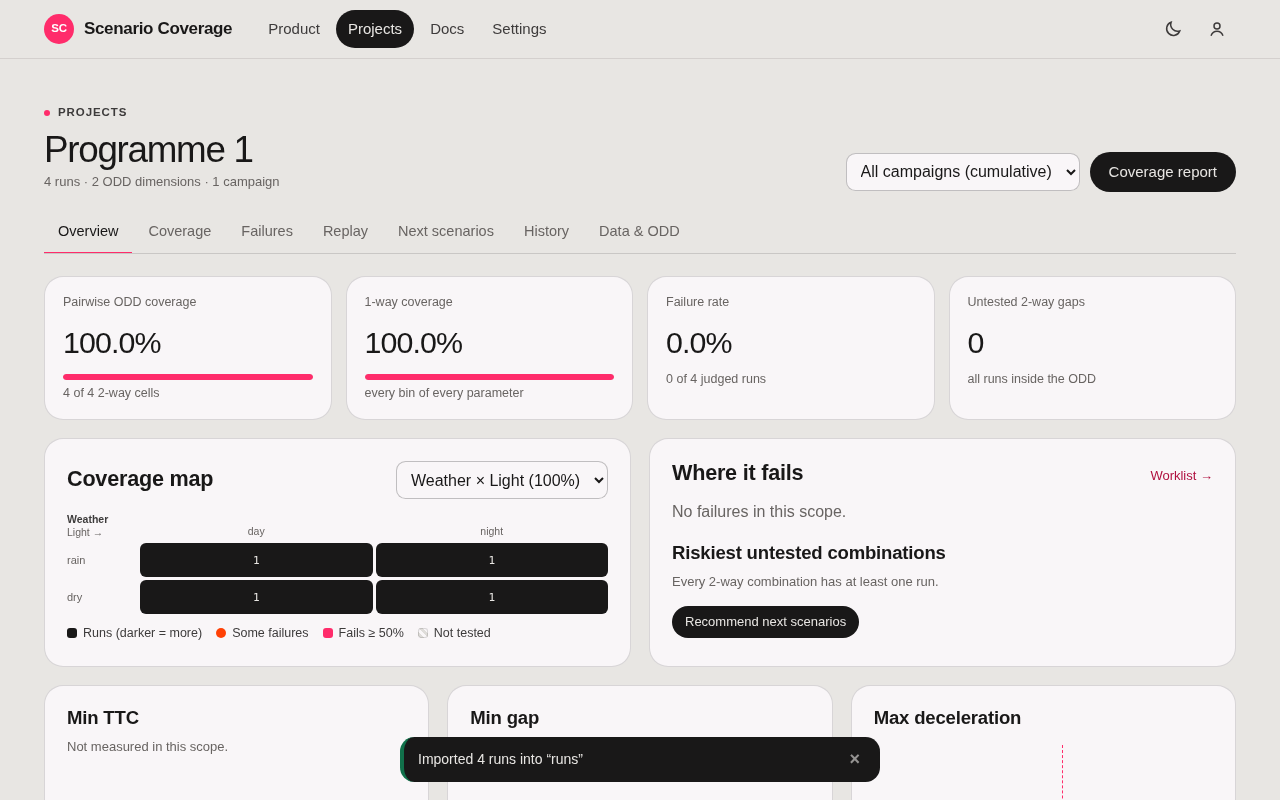 SC
Scenario Coverage
Product
Projects
Docs
Settings
PROJECTS
Programme 1
4 runs · 2 ODD dimensions · 1 campaign
All campaigns (cumulative)
Coverage report
Overview
Coverage
Failures
Replay
Next scenarios
History
Data & ODD
Pairwise ODD coverage
100.0%
4 of 4 2-way cells
1-way coverage
100.0%
every bin of every parameter
Failure rate
0.0%
0 of 4 judged runs
Untested 2-way gaps
0
all runs inside the ODD
Coverage map
Weather × Light (100%)
Weather
Light →
day
night
rain
1
1
dry
1
1
Runs (darker = more)
Some failures
Fails ≥ 50%
Not tested
Where it fails
Worklist →
No failures in this scope.
Riskiest untested combinations
Every 2-way combination has at least one run.
Recommend next scenarios
Min TTC
Not measured in this scope.
Min gap
Max deceleration
Imported 4 runs into “runs”
×